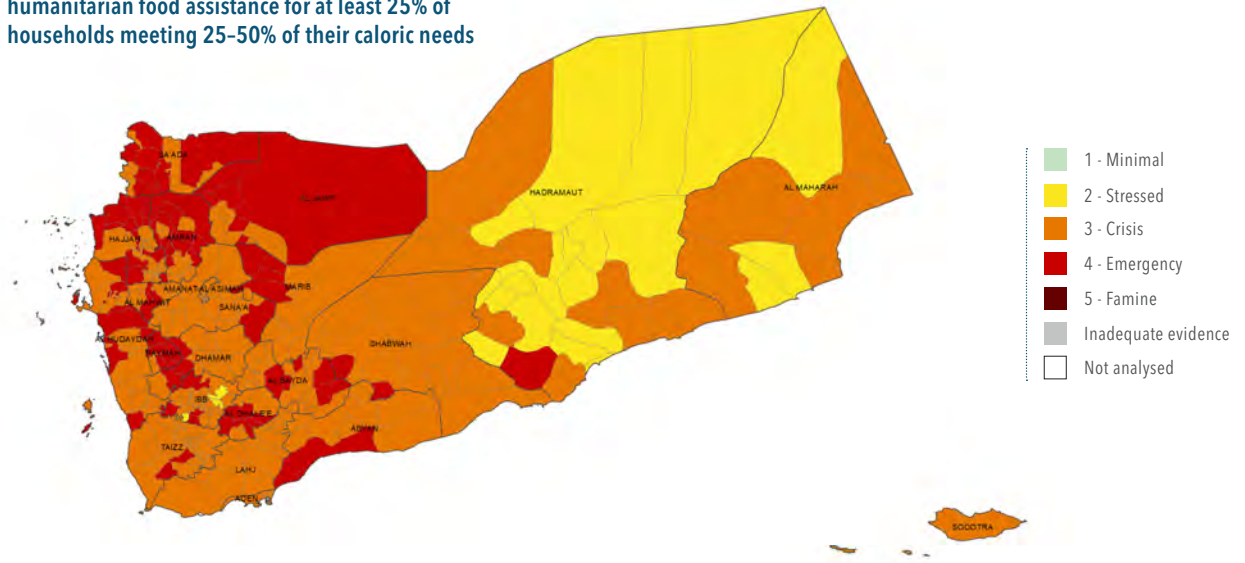 humanitarian food assistance for at least 25% of
households meeting 25–50% of their caloric needs
SA'ADA
AL JAWF
HADRAMAUT
AL MAHARAH
HAJJAH
AMRAN
AMANAT AL ASIMAH
MARIB
SANA'A
AL MAHWIT
AL HUDAYDAH
RAYMAH
DHAMAR
SHABWAH
AL BAYDA
IBB
AL DHALE'E
ABYAN
TAIZZ
LAHJ
ADEN
SOCOTRA
1 - Minimal
2 - Stressed
3 - Crisis
4 - Emergency
5 - Famine
Inadequate evidence
Not analysed